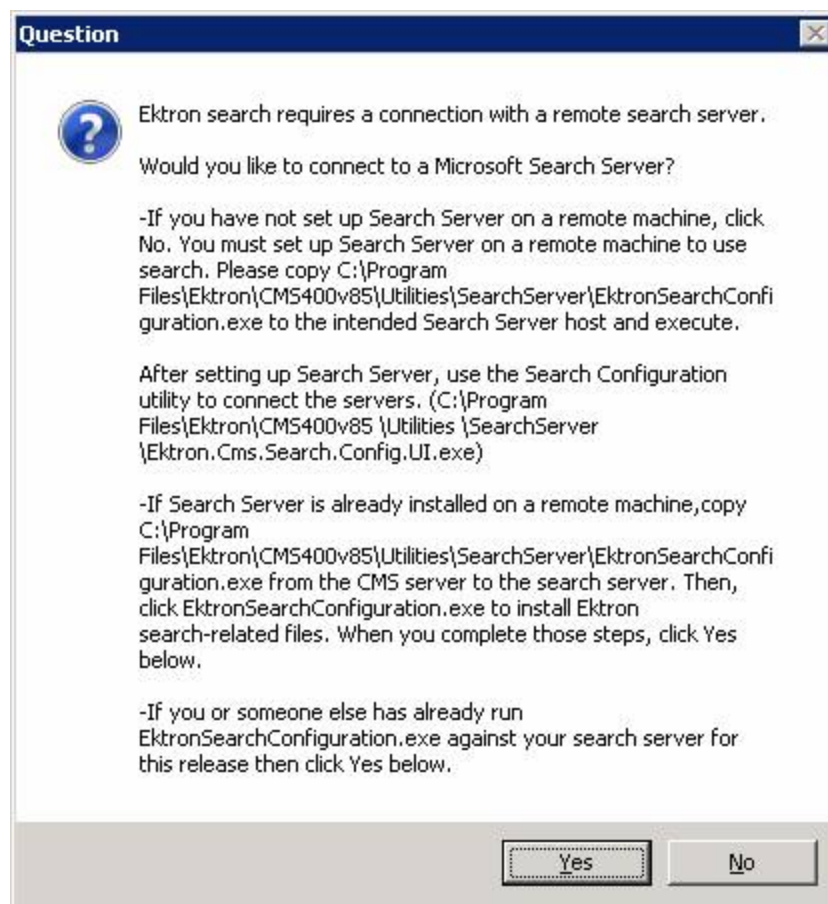 Question
Ektron search requires a connection with a remote search server.
Would you like to connect to a Microsoft Search Server?
-If you have not set up Search Server on a remote machine, click
No. You must set up Search Server on a remote machine to use
search. Please copy C:\Program
Files\Ektron\CMS400v85\Utilities\SearchServer\EktronSearchConfi
guration.exe to the intended Search Server host and execute.
After setting up Search Server, use the Search Configuration
utility to connect the servers. (C:\Program
Files\Ektron\CMS400v85 \Utilities \SearchServer
\Ektron.Cms.Search.Config.UI.exe)
-If Search Server is already installed on a remote machine,copy
C:\Program
Files\Ektron\CMS400v85\Utilities\SearchServer\EktronSearchConfi
guration.exe from the CMS server to the search server. Then,
click EktronSearchConfiguration.exe to install Ektron
search-related files. When you complete those steps, click Yes
below.
-If you or someone else has already run
EktronSearchConfiguration.exe against your search server for
this release then click Yes below.
Yes
No